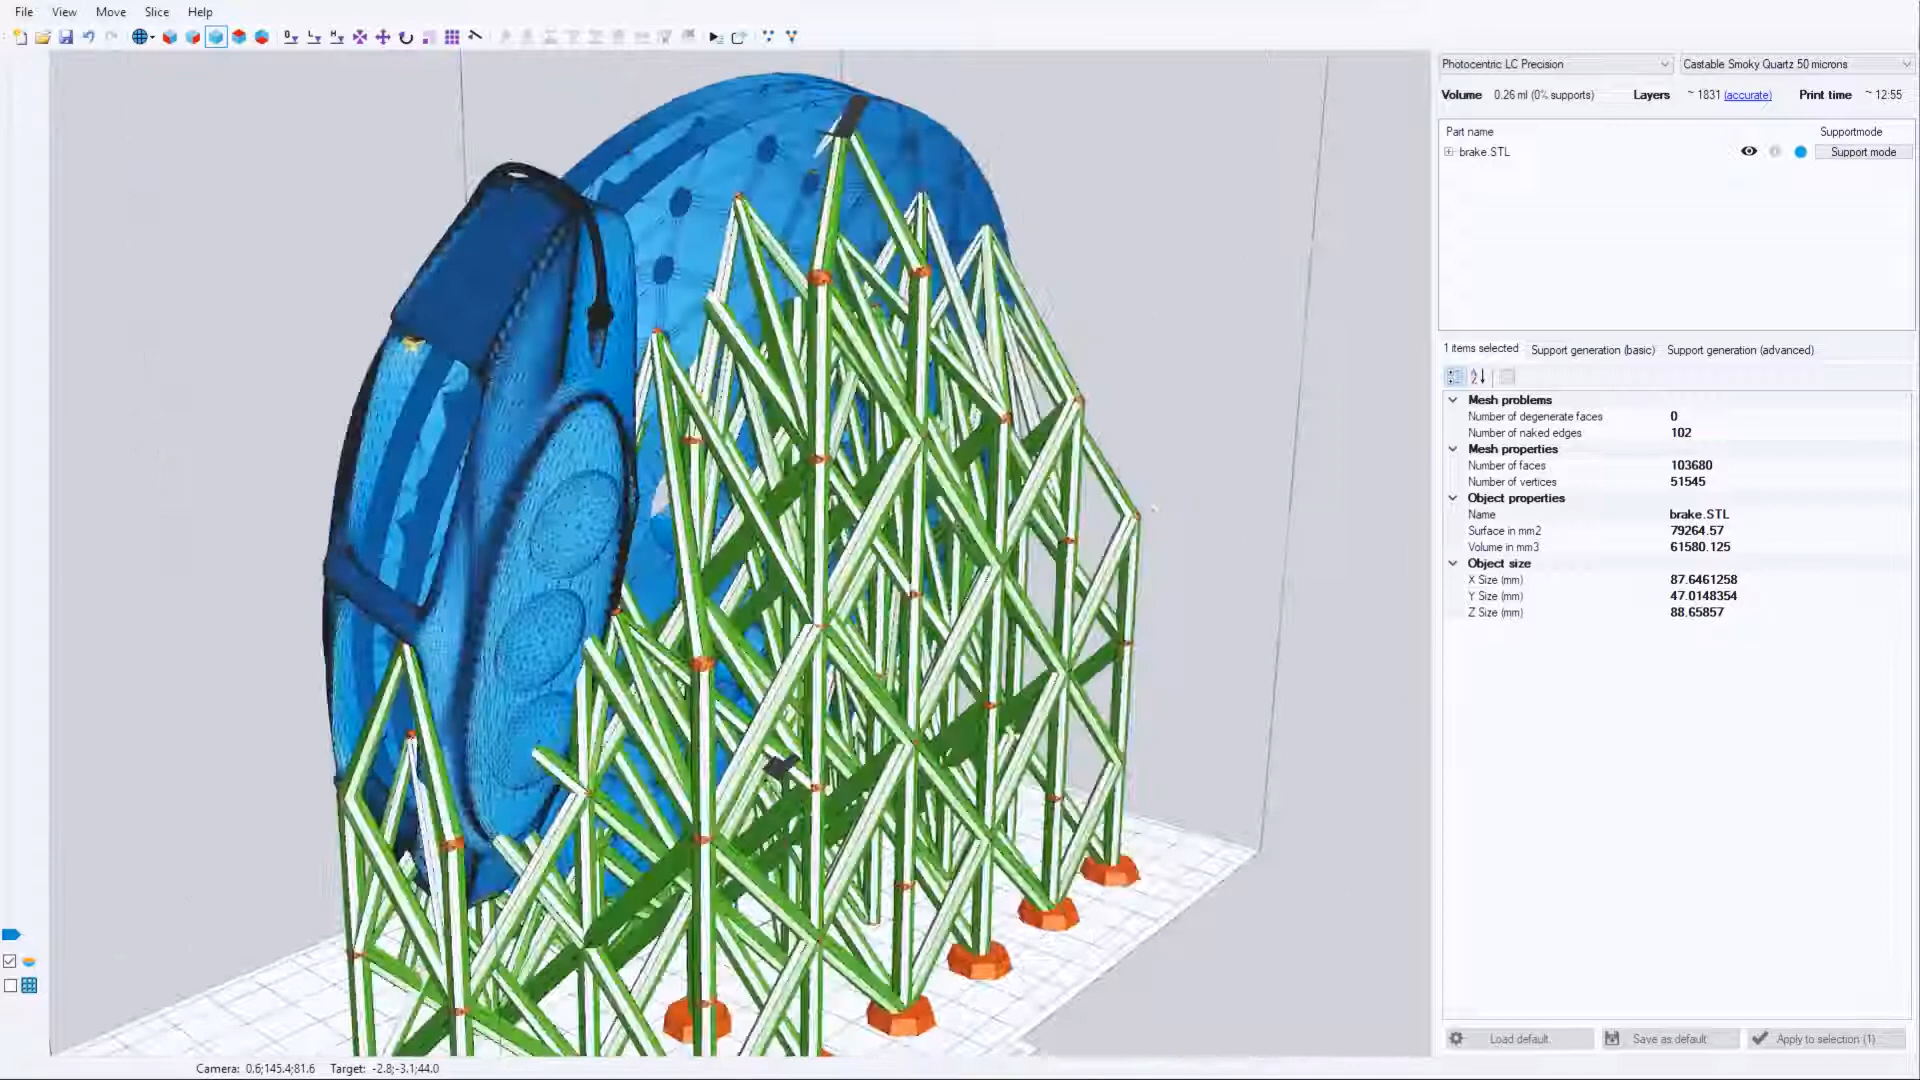 File View Move Slice Help
Photocentric LC Precision Castable Smoky Quartz 50 microns
Volume 0.26 ml (0% supports) Layers ~ 1831 (accurate) Print time ~ 12:55
Part name Supportmode
brake.STL Support mode
1 items selected Support generation (basic) Support generation (advanced)
Mesh problems
Number of degenerate faces 0
Number of naked edges 102
Mesh properties
Number of faces 103680
Number of vertices 51545
Object properties
Name brake.STL
Surface in mm2 79264.57
Volume in mm3 61580.125
Object size
X Size (mm) 87.6461258
Y Size (mm) 47.0148354
Z Size (mm) 88.65857
Load default Save as default Apply to selection (1)
Camera: 0.6;145.4;81.6 Target: -2.8;-3.1;44.0